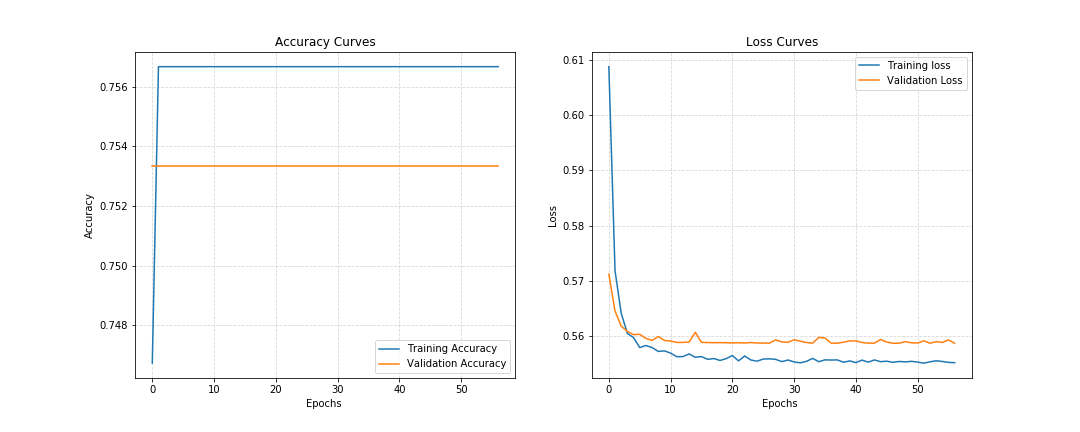 Accuracy Curves
Accuracy
0.756
0.754
0.752
0.750
0.748
0
10
20
30
40
50
Epochs
Training Accuracy
Validation Accuracy
Loss Curves
Loss
0.61
0.60
0.59
0.58
0.57
0.56
0
10
20
30
40
50
Epochs
Training loss
Validation Loss